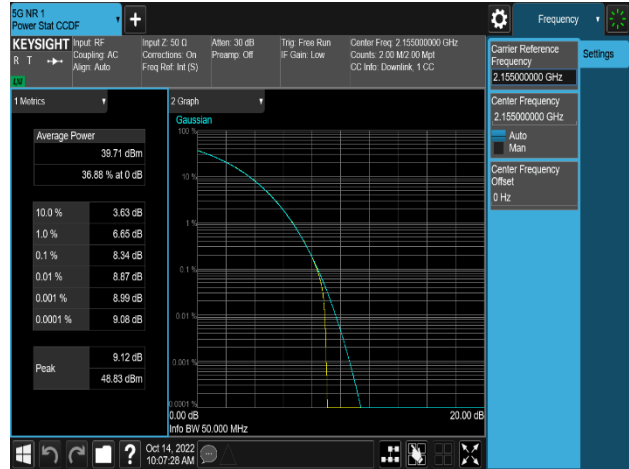 5G NR 1
Power Stat CCDF
+
Frequency
KEYSIGHT
R T
LW
Input: RF
Coupling: AC
Align: Auto
Input Z: 50 Ω
Corrections: On
Freq Ref: Int (S)
Atten: 30 dB
Preamp: Off
Trig: Free Run
IF Gain: Low
Center Freq: 2.155000000 GHz
Counts: 2.00 M/2.00 Mpt
CC Info: Downlink, 1 CC
Carrier Reference
Frequency
2.155000000 GHz
Settings
Center Frequency
2.155000000 GHz
Auto
Man
Center Frequency
Offset
0 Hz
1 Metrics
Average Power
39.71 dBm
36.88 % at 0 dB
10.0 % 3.63 dB
1.0 % 6.65 dB
0.1 % 8.34 dB
0.01 % 8.87 dB
0.001 % 8.99 dB
0.0001 % 9.08 dB
Peak
9.12 dB
48.83 dBm
2 Graph
Gaussian
100 %
10 %
1 %
0.1 %
0.01 %
0.001 %
0.0001 %
0.00 dB 20.00 dB
Info BW 50.000 MHz
?
Oct 14, 2022
10:07:28 AM